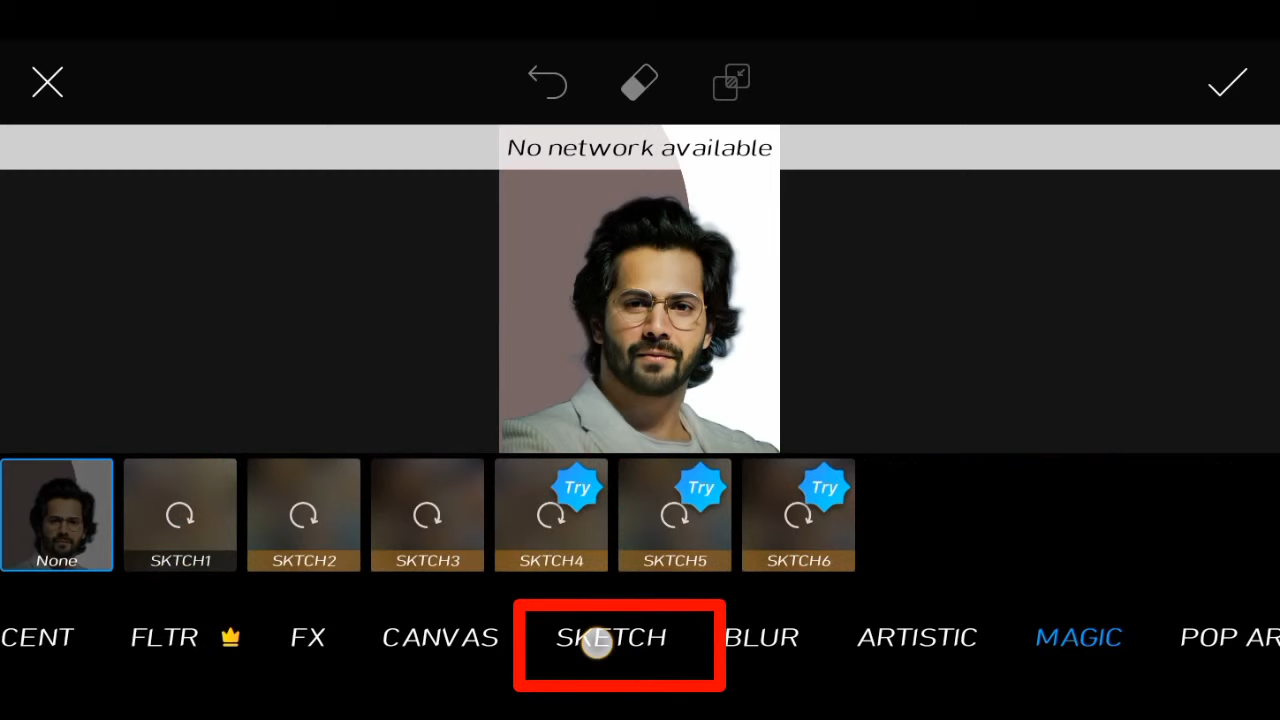 No network available
Try Try Try
None SKTCH1 SKTCH2 SKTCH3 SKTCH4 SKTCH5 SKTCH6
CENT FLTR FX CANVAS SKETCH BLUR ARTISTIC MAGIC POP AR